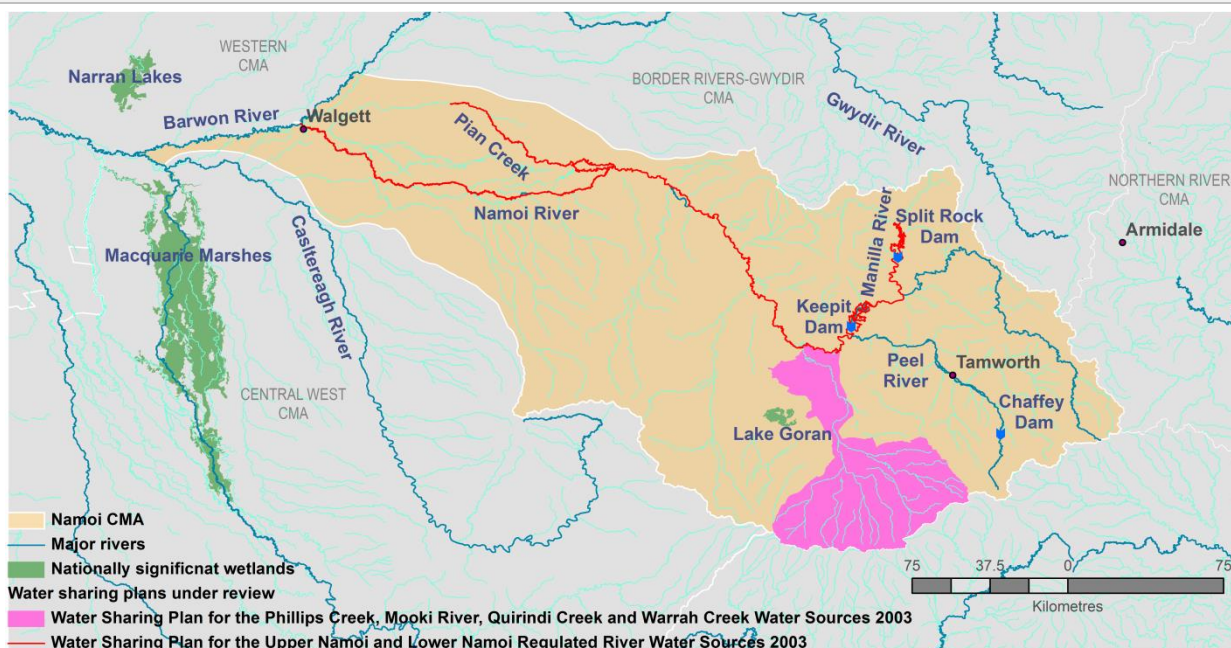 WESTERN
CMA
Narran Lakes
BORDER RIVERS-GWYDIR
CMA
Gwydir River
Barwon River
Walgett
Pian Creek
NORTHERN RIVER
CMA
Armidale
Namoi River
Manilla River
Split Rock
Dam
Macquarie Marshes
Casltereagh River
Keepit
Dam
Peel
River
Tamworth
CENTRAL WEST
CMA
Lake Goran
Chaffey
Dam
Namoi CMA
Major rivers
Nationally significnat wetlands
Water sharing plans under review
Water Sharing Plan for the Phillips Creek, Mooki River, Quirindi Creek and Warrah Creek Water Sources 2003
Water Sharing Plan for the Upper Namoi and Lower Namoi Regulated River Water Sources 2003
75 37.5 0 75
Kilometres